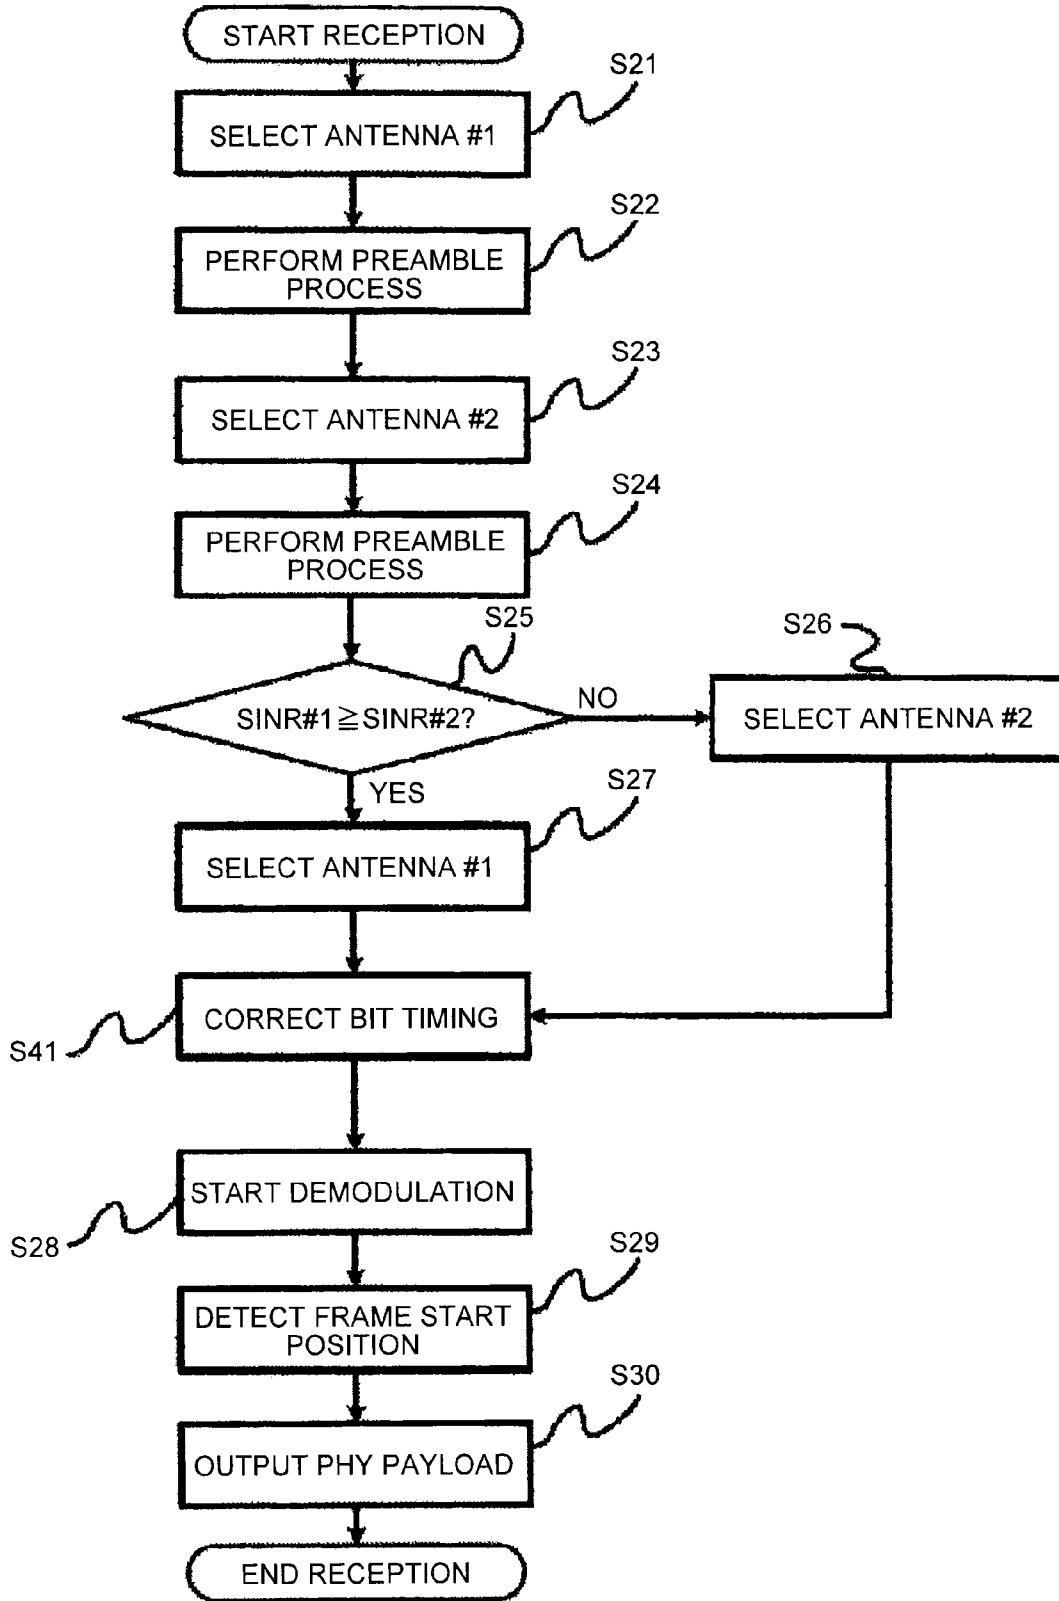 START RECEPTION
S21
SELECT ANTENNA #1
S22
PERFORM PREAMBLE
PROCESS
S23
SELECT ANTENNA #2
S24
PERFORM PREAMBLE
PROCESS
S25
SINR#1≧SINR#2?
NO
S26
SELECT ANTENNA #2
YES
S27
SELECT ANTENNA #1
CORRECT BIT TIMING
S41
START DEMODULATION
S28
S29
DETECT FRAME START
POSITION
S30
OUTPUT PHY PAYLOAD
END RECEPTION